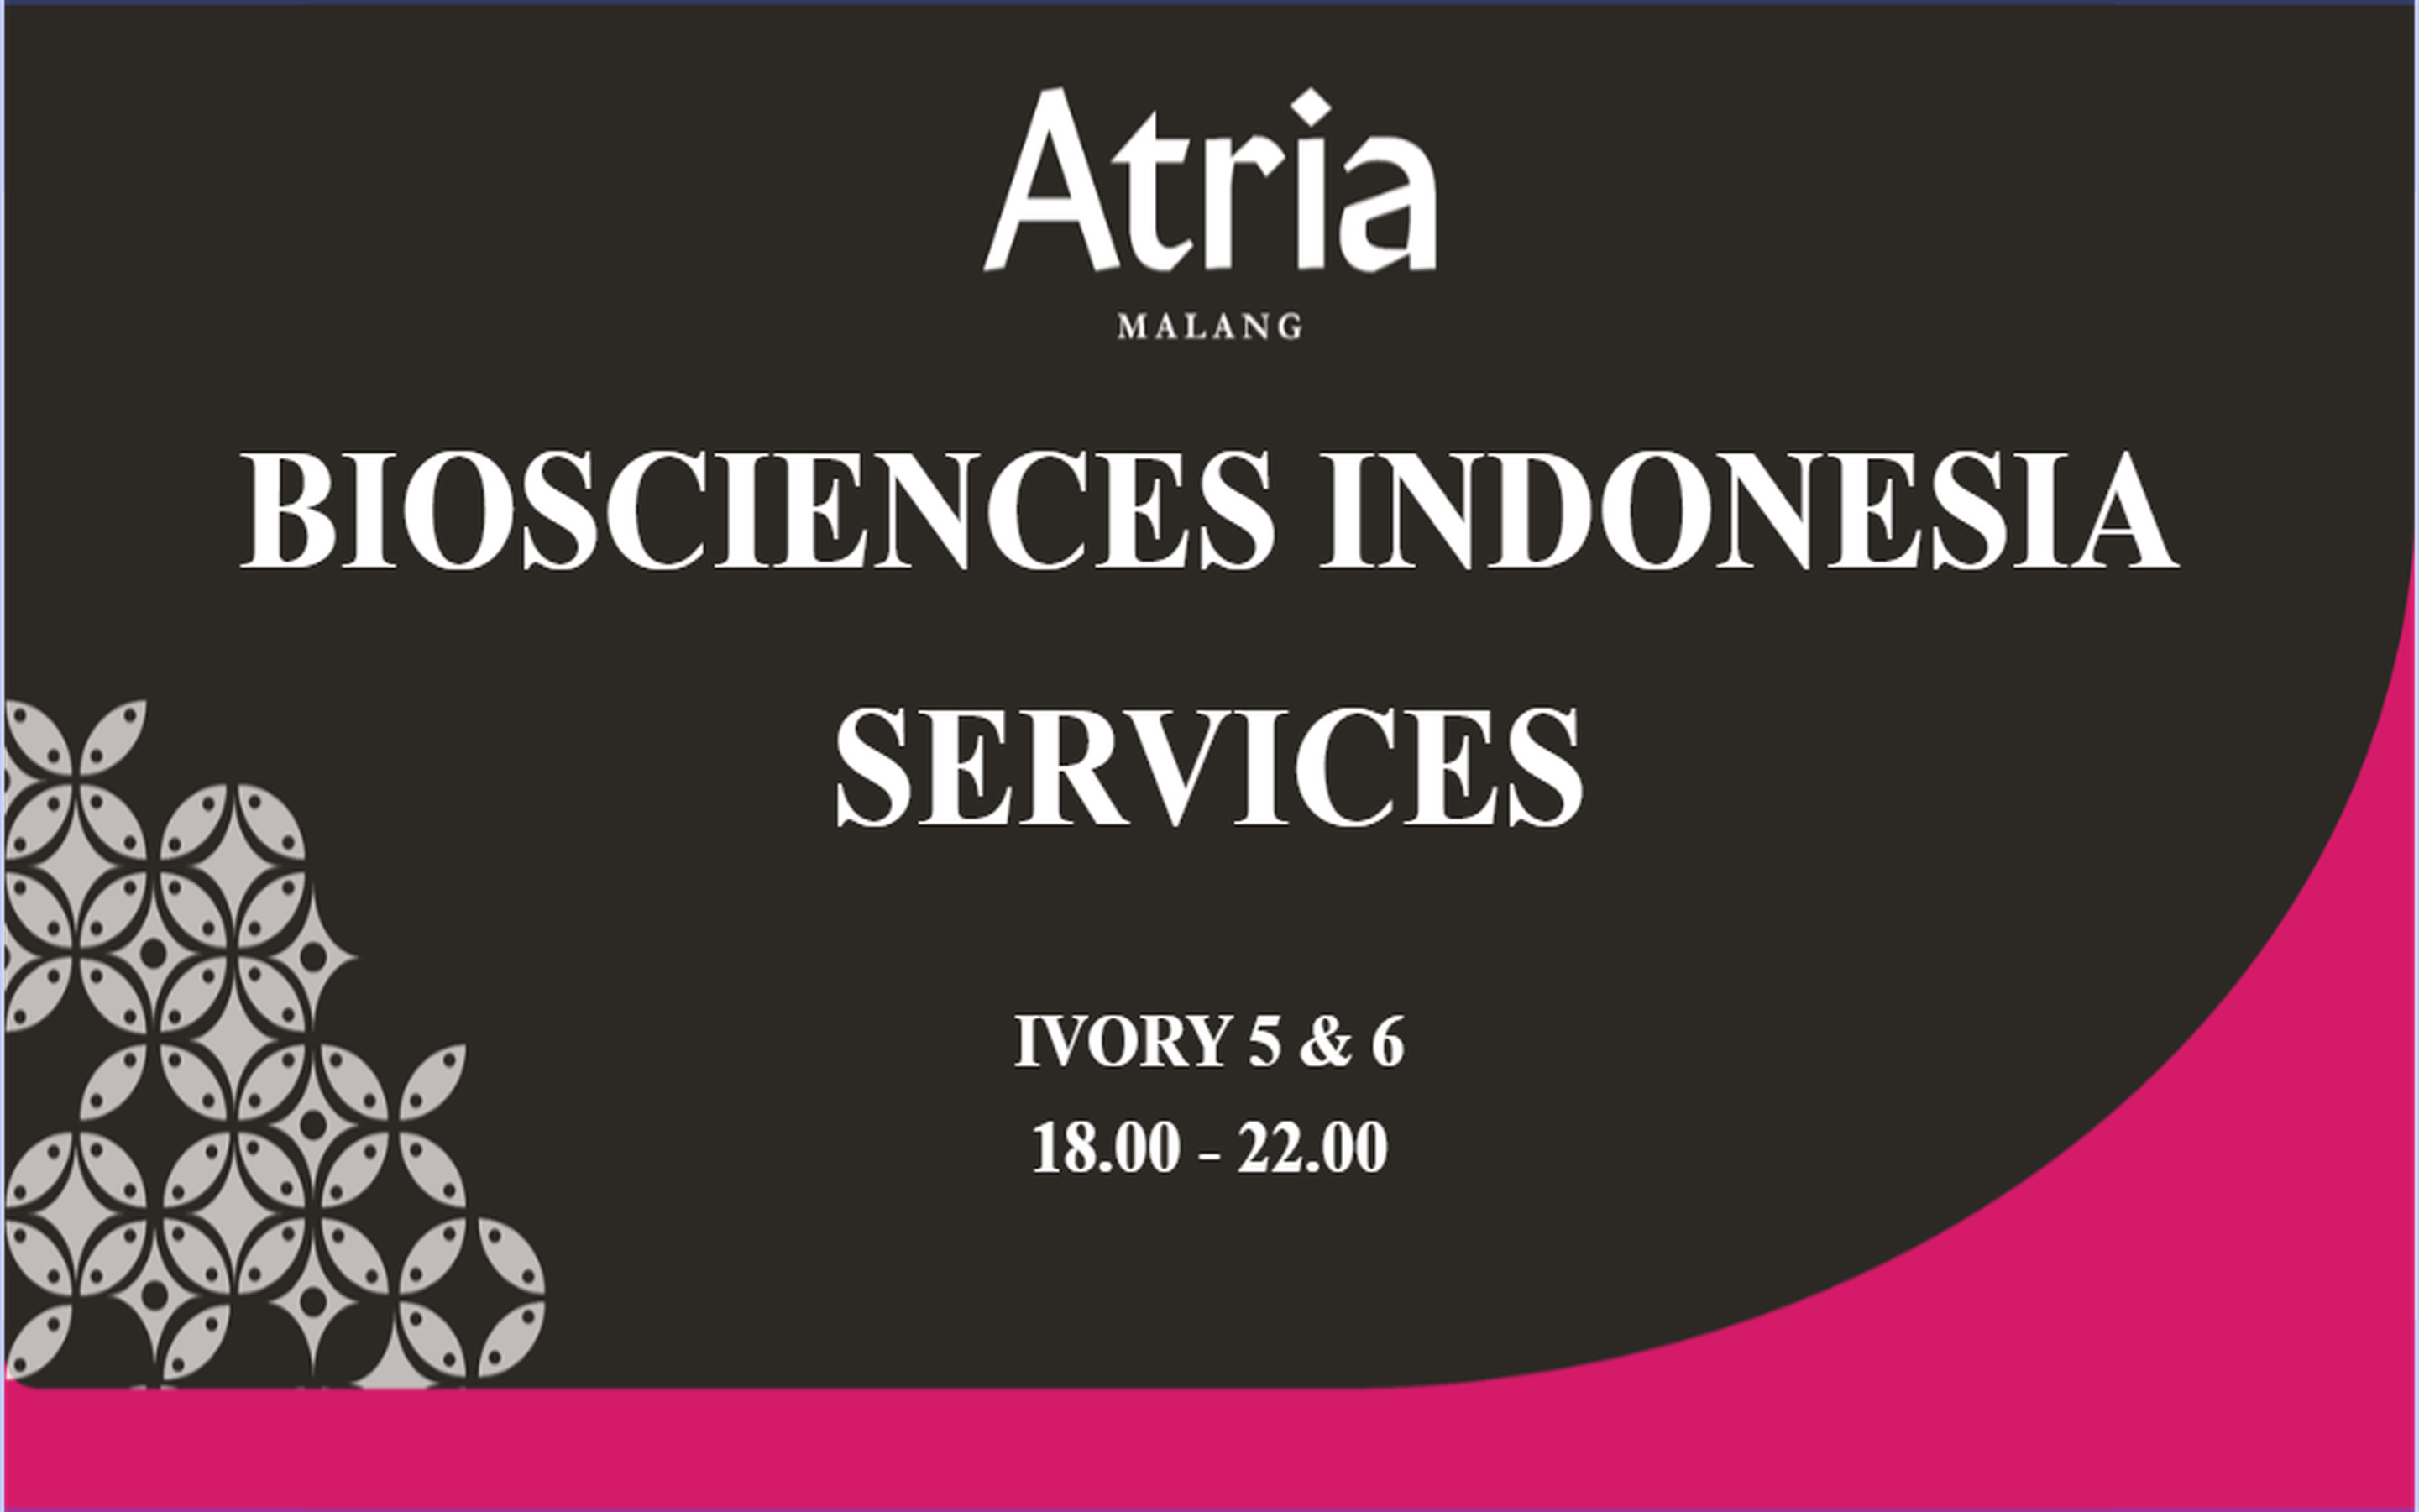 Atria
MALANG
BIOSCIENCES INDONESIA
SERVICES
IVORY 5 & 6
18.00 - 22.00